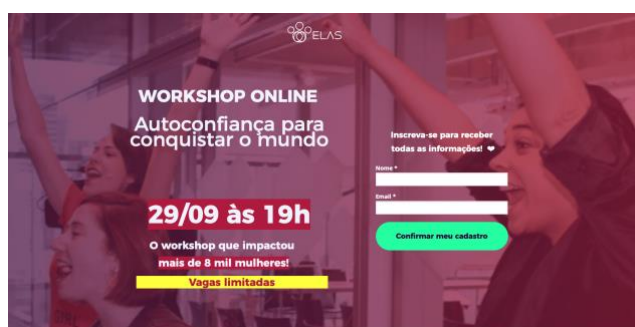 ELAS
WORKSHOP ONLINE
Autoconfiança para
conquistar o mundo
29/09 às 19h
O workshop que impactou
mais de 8 mil mulheres!
Vagas limitadas
Inscreva-se para receber
todas as informações! ❤
Nome *
Email *
Confirmar meu cadastro